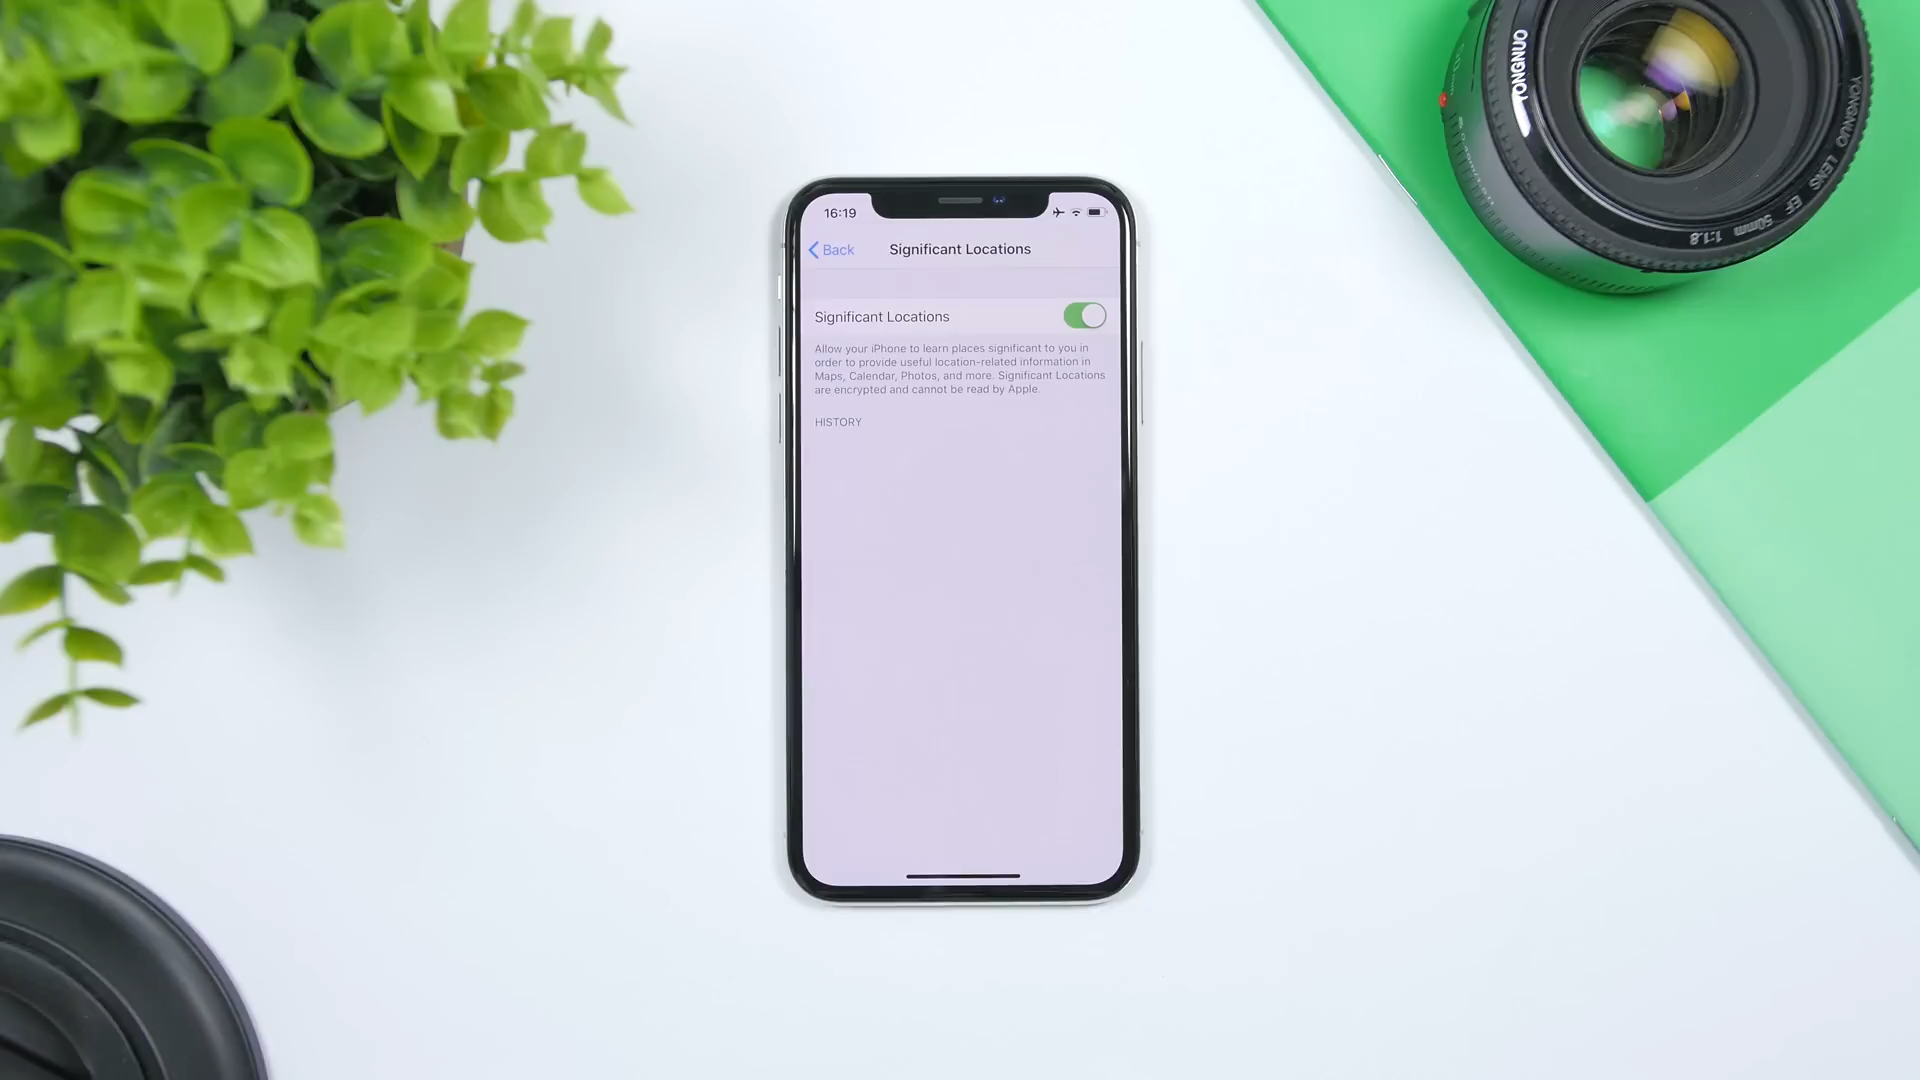 16:19
Back
Significant Locations
Significant Locations
Allow your iPhone to learn places significant to you in
order to provide useful location-related information in
Maps, Calendar, Photos, and more. Significant Locations
are encrypted and cannot be read by Apple.
HISTORY
YONGNUO
YONGNUO LENS EF 50mm 1:1.8